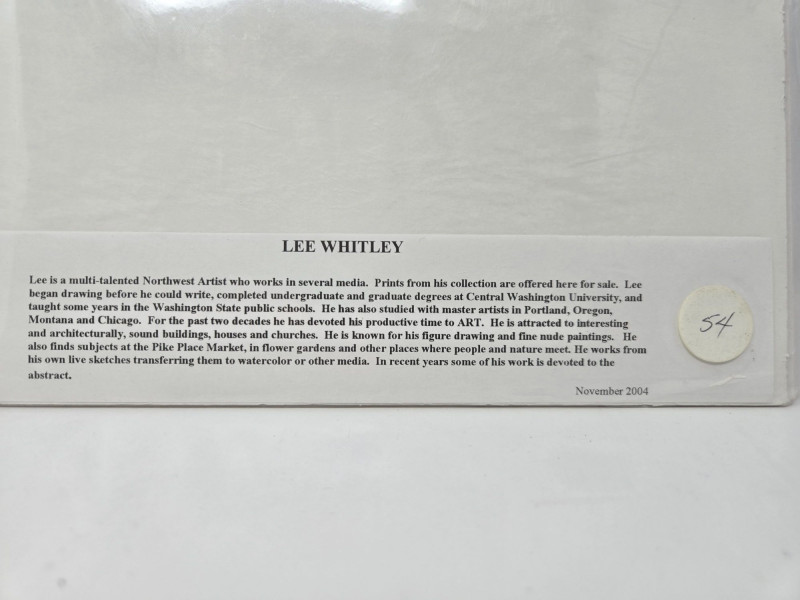 LEE WHITLEY
Lee is a multi-talented Northwest Artist who works in several media. Prints from his collection are offered here for sale. Lee
began drawing before he could write, completed undergraduate and graduate degrees at Central Washington University, and
taught some years in the Washington State public schools. He has also studied with master artists in Portland, Oregon,
Montana and Chicago. For the past two decades he has devoted his productive time to ART. He is attracted to interesting
and architecturally, sound buildings, houses and churches. He is known for his figure drawing and fine nude paintings. He
also finds subjects at the Pike Place Market, in flower gardens and other places where people and nature meet. He works from
his own live sketches transferring them to watercolor or other media. In recent years some of his work is devoted to the
abstract.
November 2004
54